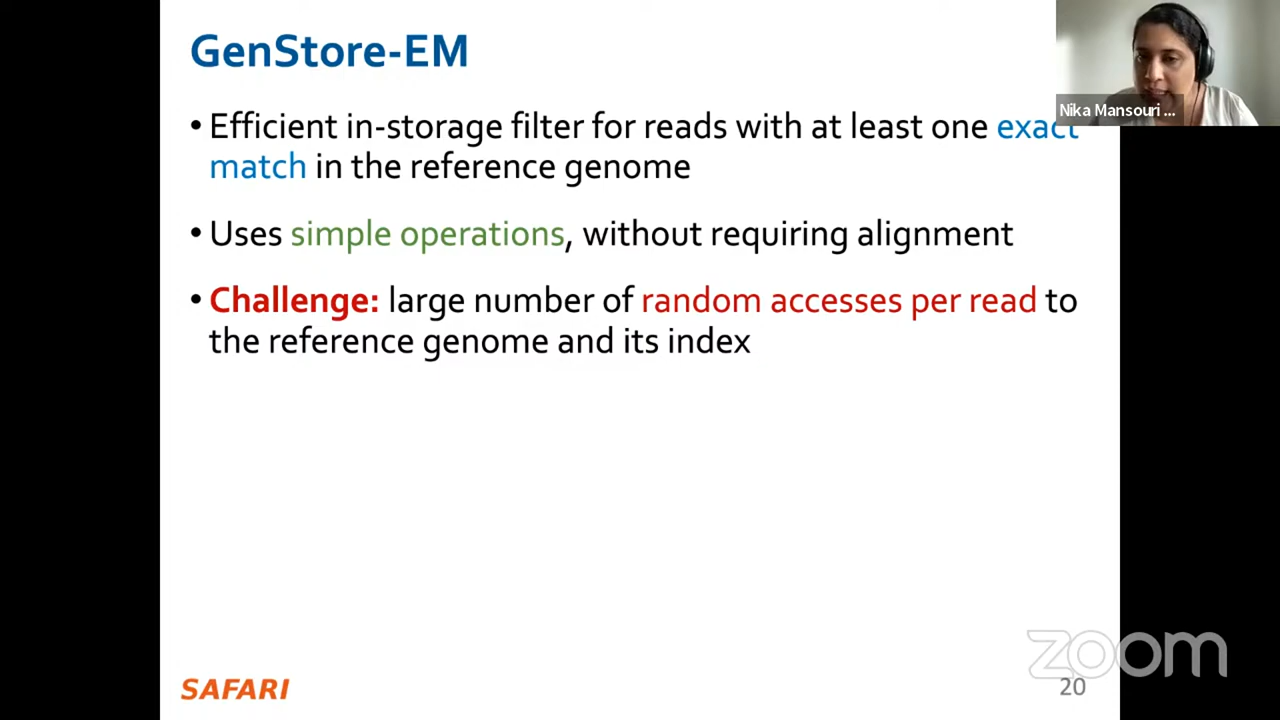 GenStore-EM
Nika Mansouri ...
• Efficient in-storage filter for reads with at least one exact
match in the reference genome
• Uses simple operations, without requiring alignment
• Challenge: large number of random accesses per read to
the reference genome and its index
zoom
SAFARI
20